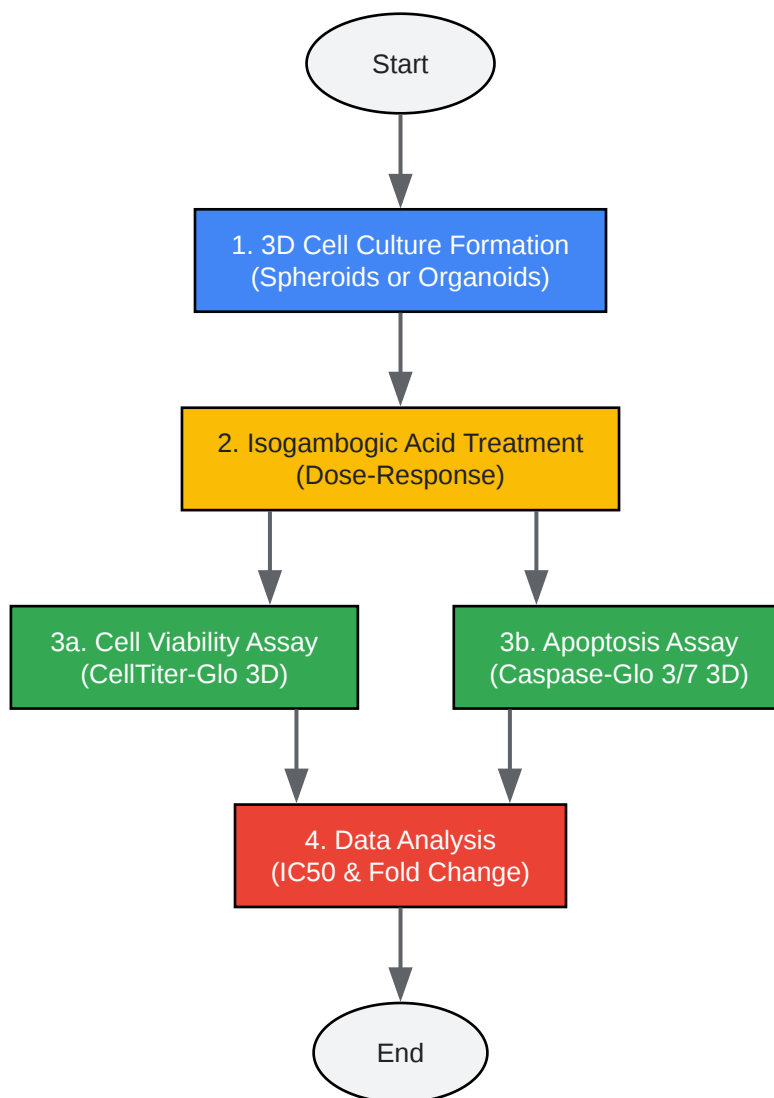 Start
1. 3D Cell Culture Formation
(Spheroids or Organoids)
2. Isogambogic Acid Treatment
(Dose-Response)
3a. Cell Viability Assay
(CellTiter-Glo 3D)
3b. Apoptosis Assay
(Caspase-Glo 3/7 3D)
4. Data Analysis
(IC50 & Fold Change)
End